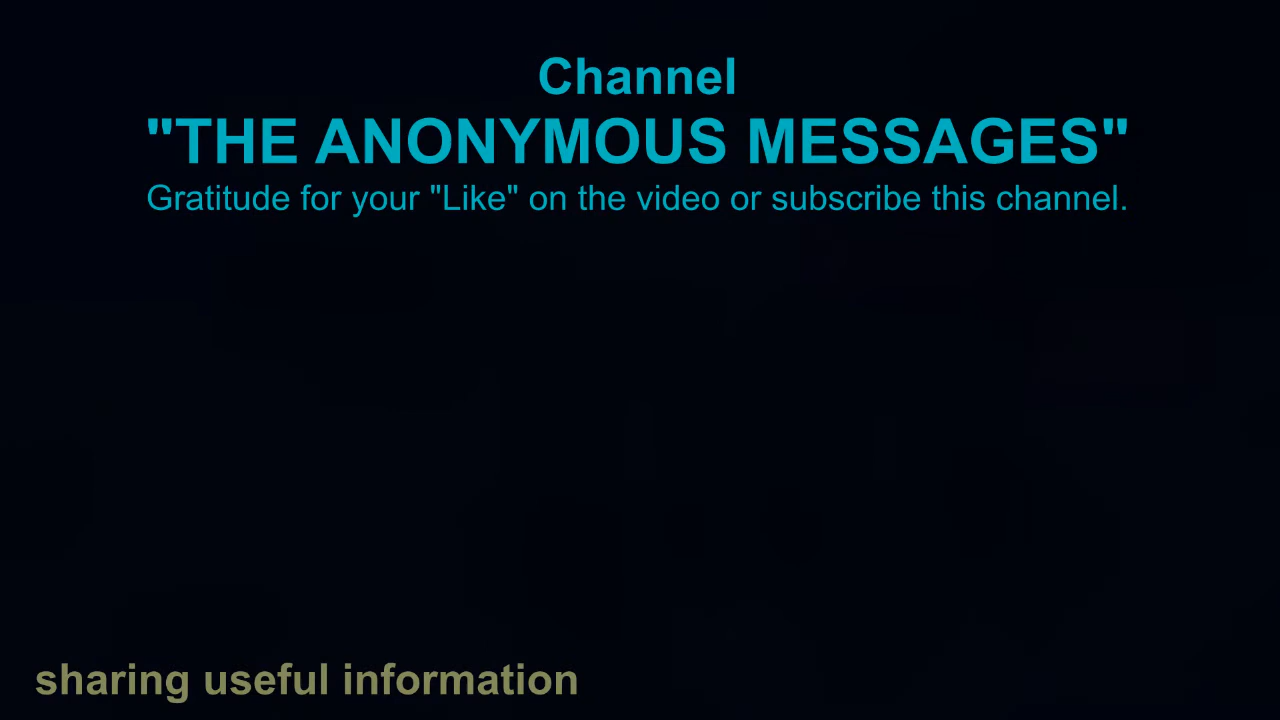 Channel
"THE ANONYMOUS MESSAGES"
Gratitude for your "Like" on the video or subscribe this channel.
sharing useful information